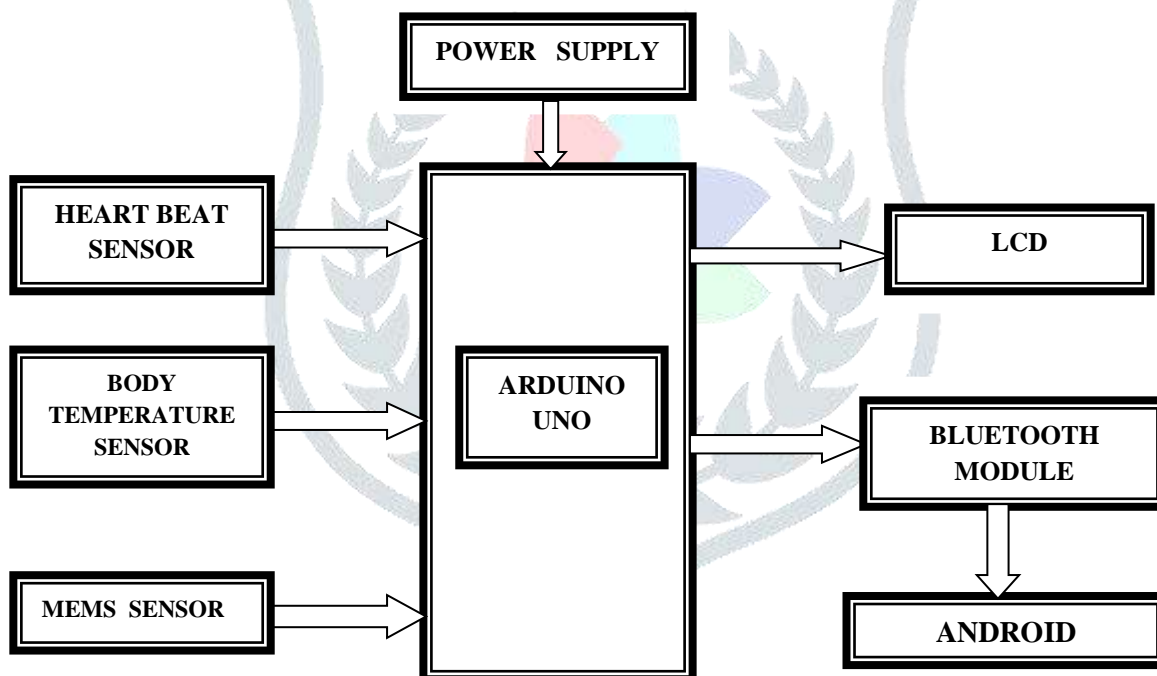 POWER SUPPLY
HEART BEAT
SENSOR
LCD
BODY
TEMPERATURE
SENSOR
ARDUINO
UNO
BLUETOOTH
MODULE
MEMS SENSOR
ANDROID